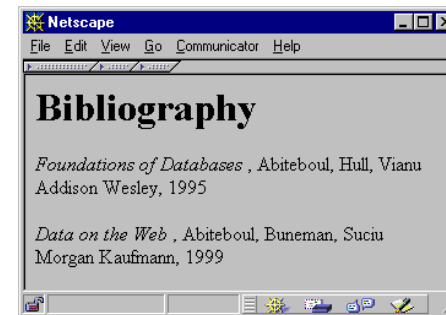 Netscape
File Edit View Go Communicator Help
Bibliography
Foundations of Databases , Abiteboul, Hull, Vianu
Addison Wesley, 1995
Data on the Web , Abiteboul, Buneman, Suciu
Morgan Kaufmann, 1999